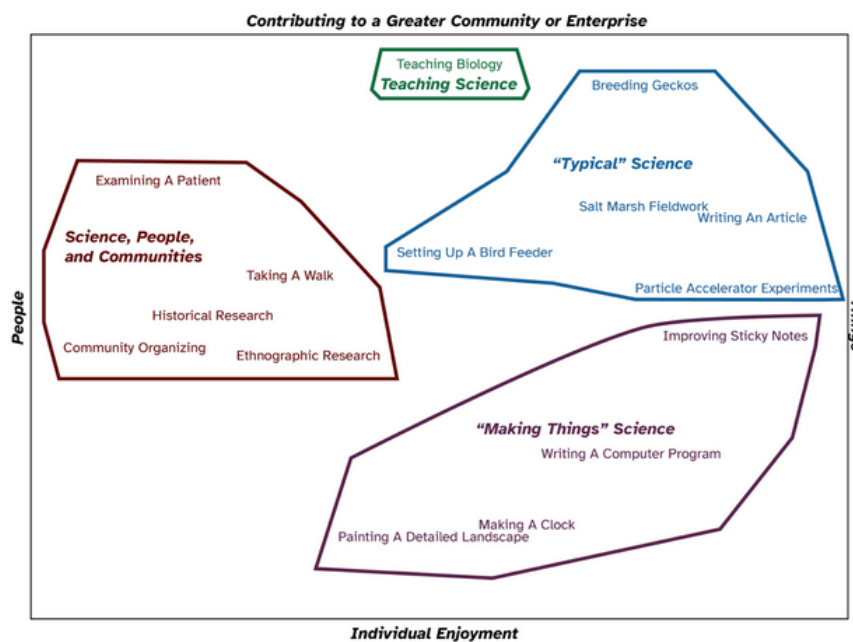 Contributing to a Greater Community or Enterprise
Teaching Biology
Teaching Science
Breeding Geckos
"Typical" Science
Examining A Patient
Salt Marsh Fieldwork
Writing An Article
Science, People,
and Communities
Setting Up A Bird Feeder
Taking A Walk
Particle Accelerator Experiments
People
Historical Research
Improving Sticky Notes
Community Organizing
Ethnographic Research
"Making Things" Science
Writing A Computer Program
Making A Clock
Painting A Detailed Landscape
Individual Enjoyment